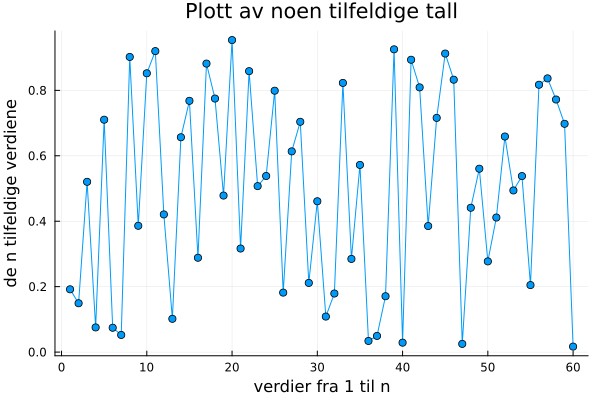 Plott av noen tilfeldige tall
de n tilfeldige verdiene
0.8
0.6
0.4
0.2
0.0
0 10 20 30 40 50 60
verdier fra 1 til n